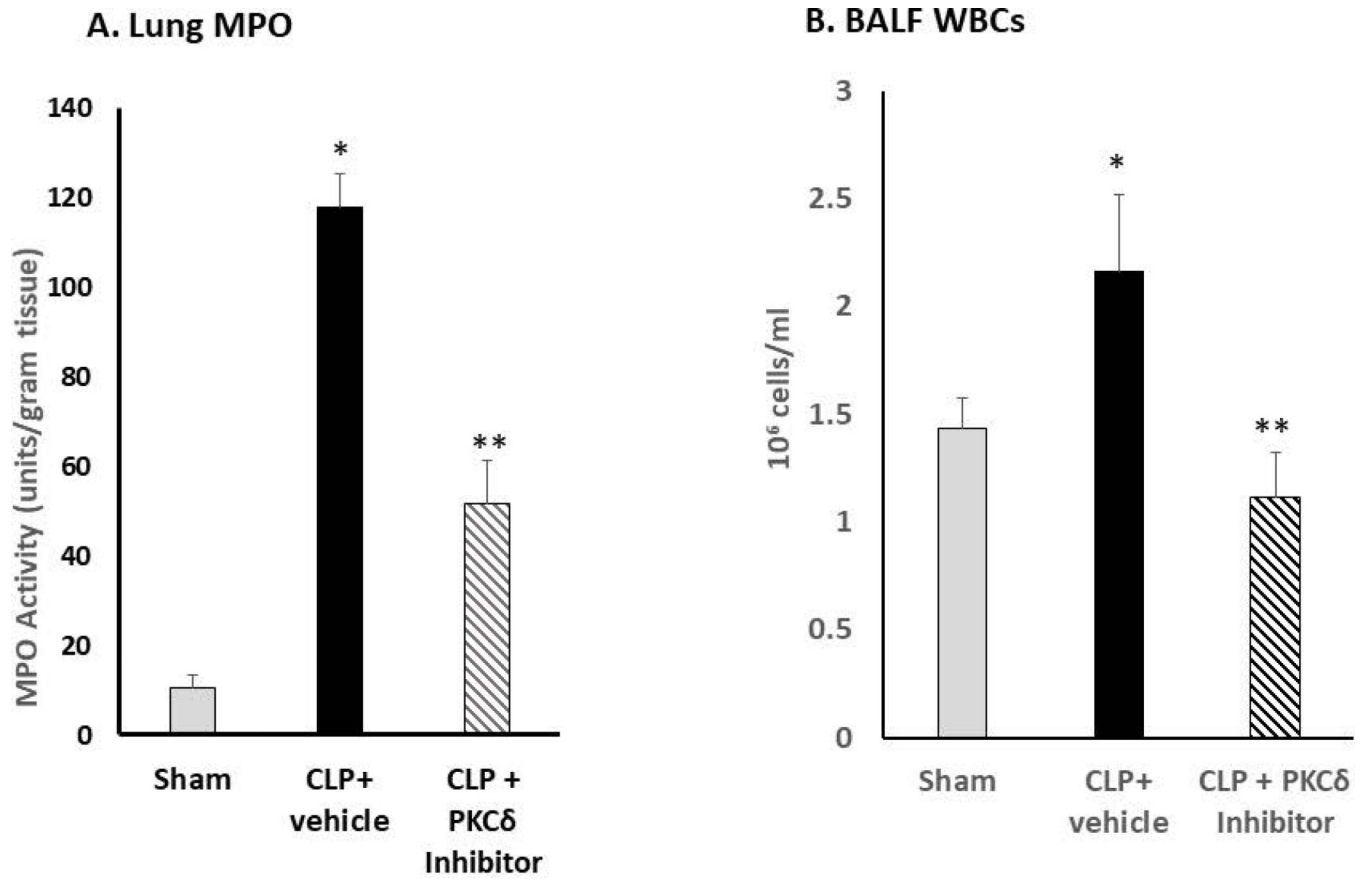 A. Lung MPO
MPO Activity (units/gram tissue)
140
120
100
80
60
40
20
0
*
**
Sham
CLP+
vehicle
CLP +
PKCδ
Inhibitor
B. BALF WBCs
10⁶ cells/ml
3
2.5
2
1.5
1
0.5
0
*
**
Sham
CLP+
vehicle
CLP + PKCδ
Inhibitor